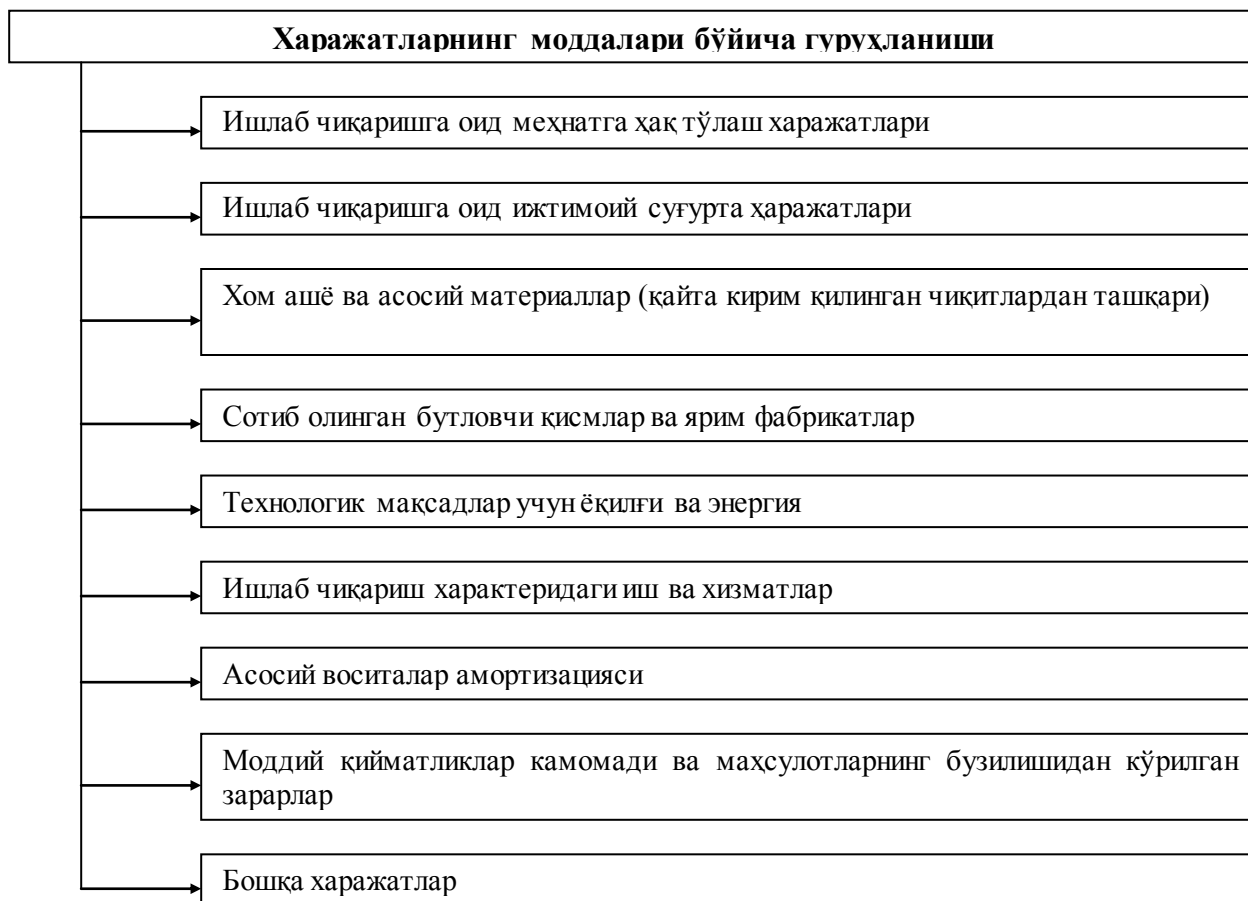 Харажатларнинг моддалари бўйича гуруҳланиши
Ишлаб чиқаришга оид меҳнатга ҳақ тўлаш харажатлари
Ишлаб чиқаришга оид ижтимоий суғурта ҳаражатлари
Хом ашё ва асосий материаллар (қайта кирим қилинган чиқитлардан ташқари)
Сотиб олинган бутловчи қисмлар ва ярим фабрикатлар
Технологик мақсадлар учун ёқилғи ва энергия
Ишлаб чиқариш характеридаги иш ва хизматлар
Асосий воситалар амортизацияси
Моддий қийматликлар камомади ва маҳсулотларнинг бузилишидан кўрилган
зарарлар
Бошқа харажатлар